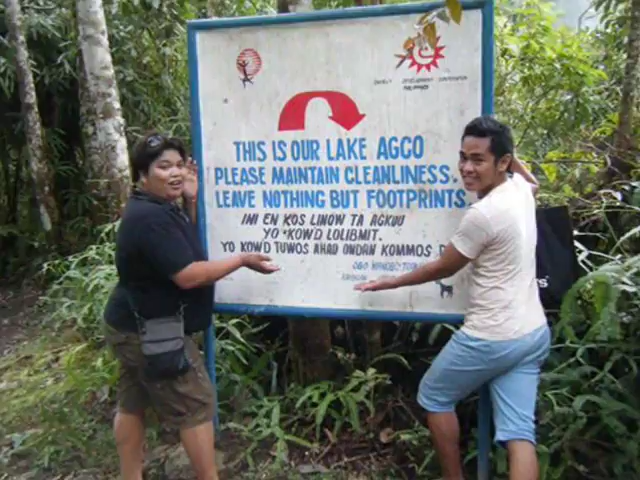 THIS IS OUR LAKE AGCO
PLEASE MAINTAIN CLEANLINESS.
LEAVE NOTHING BUT FOOTPRINTS
INI EN KOS LINOW TA AGKUU
YO KOWD LOLIBMIT.
YO KOWD TUWOS AHAD ONDAN KOMMOS